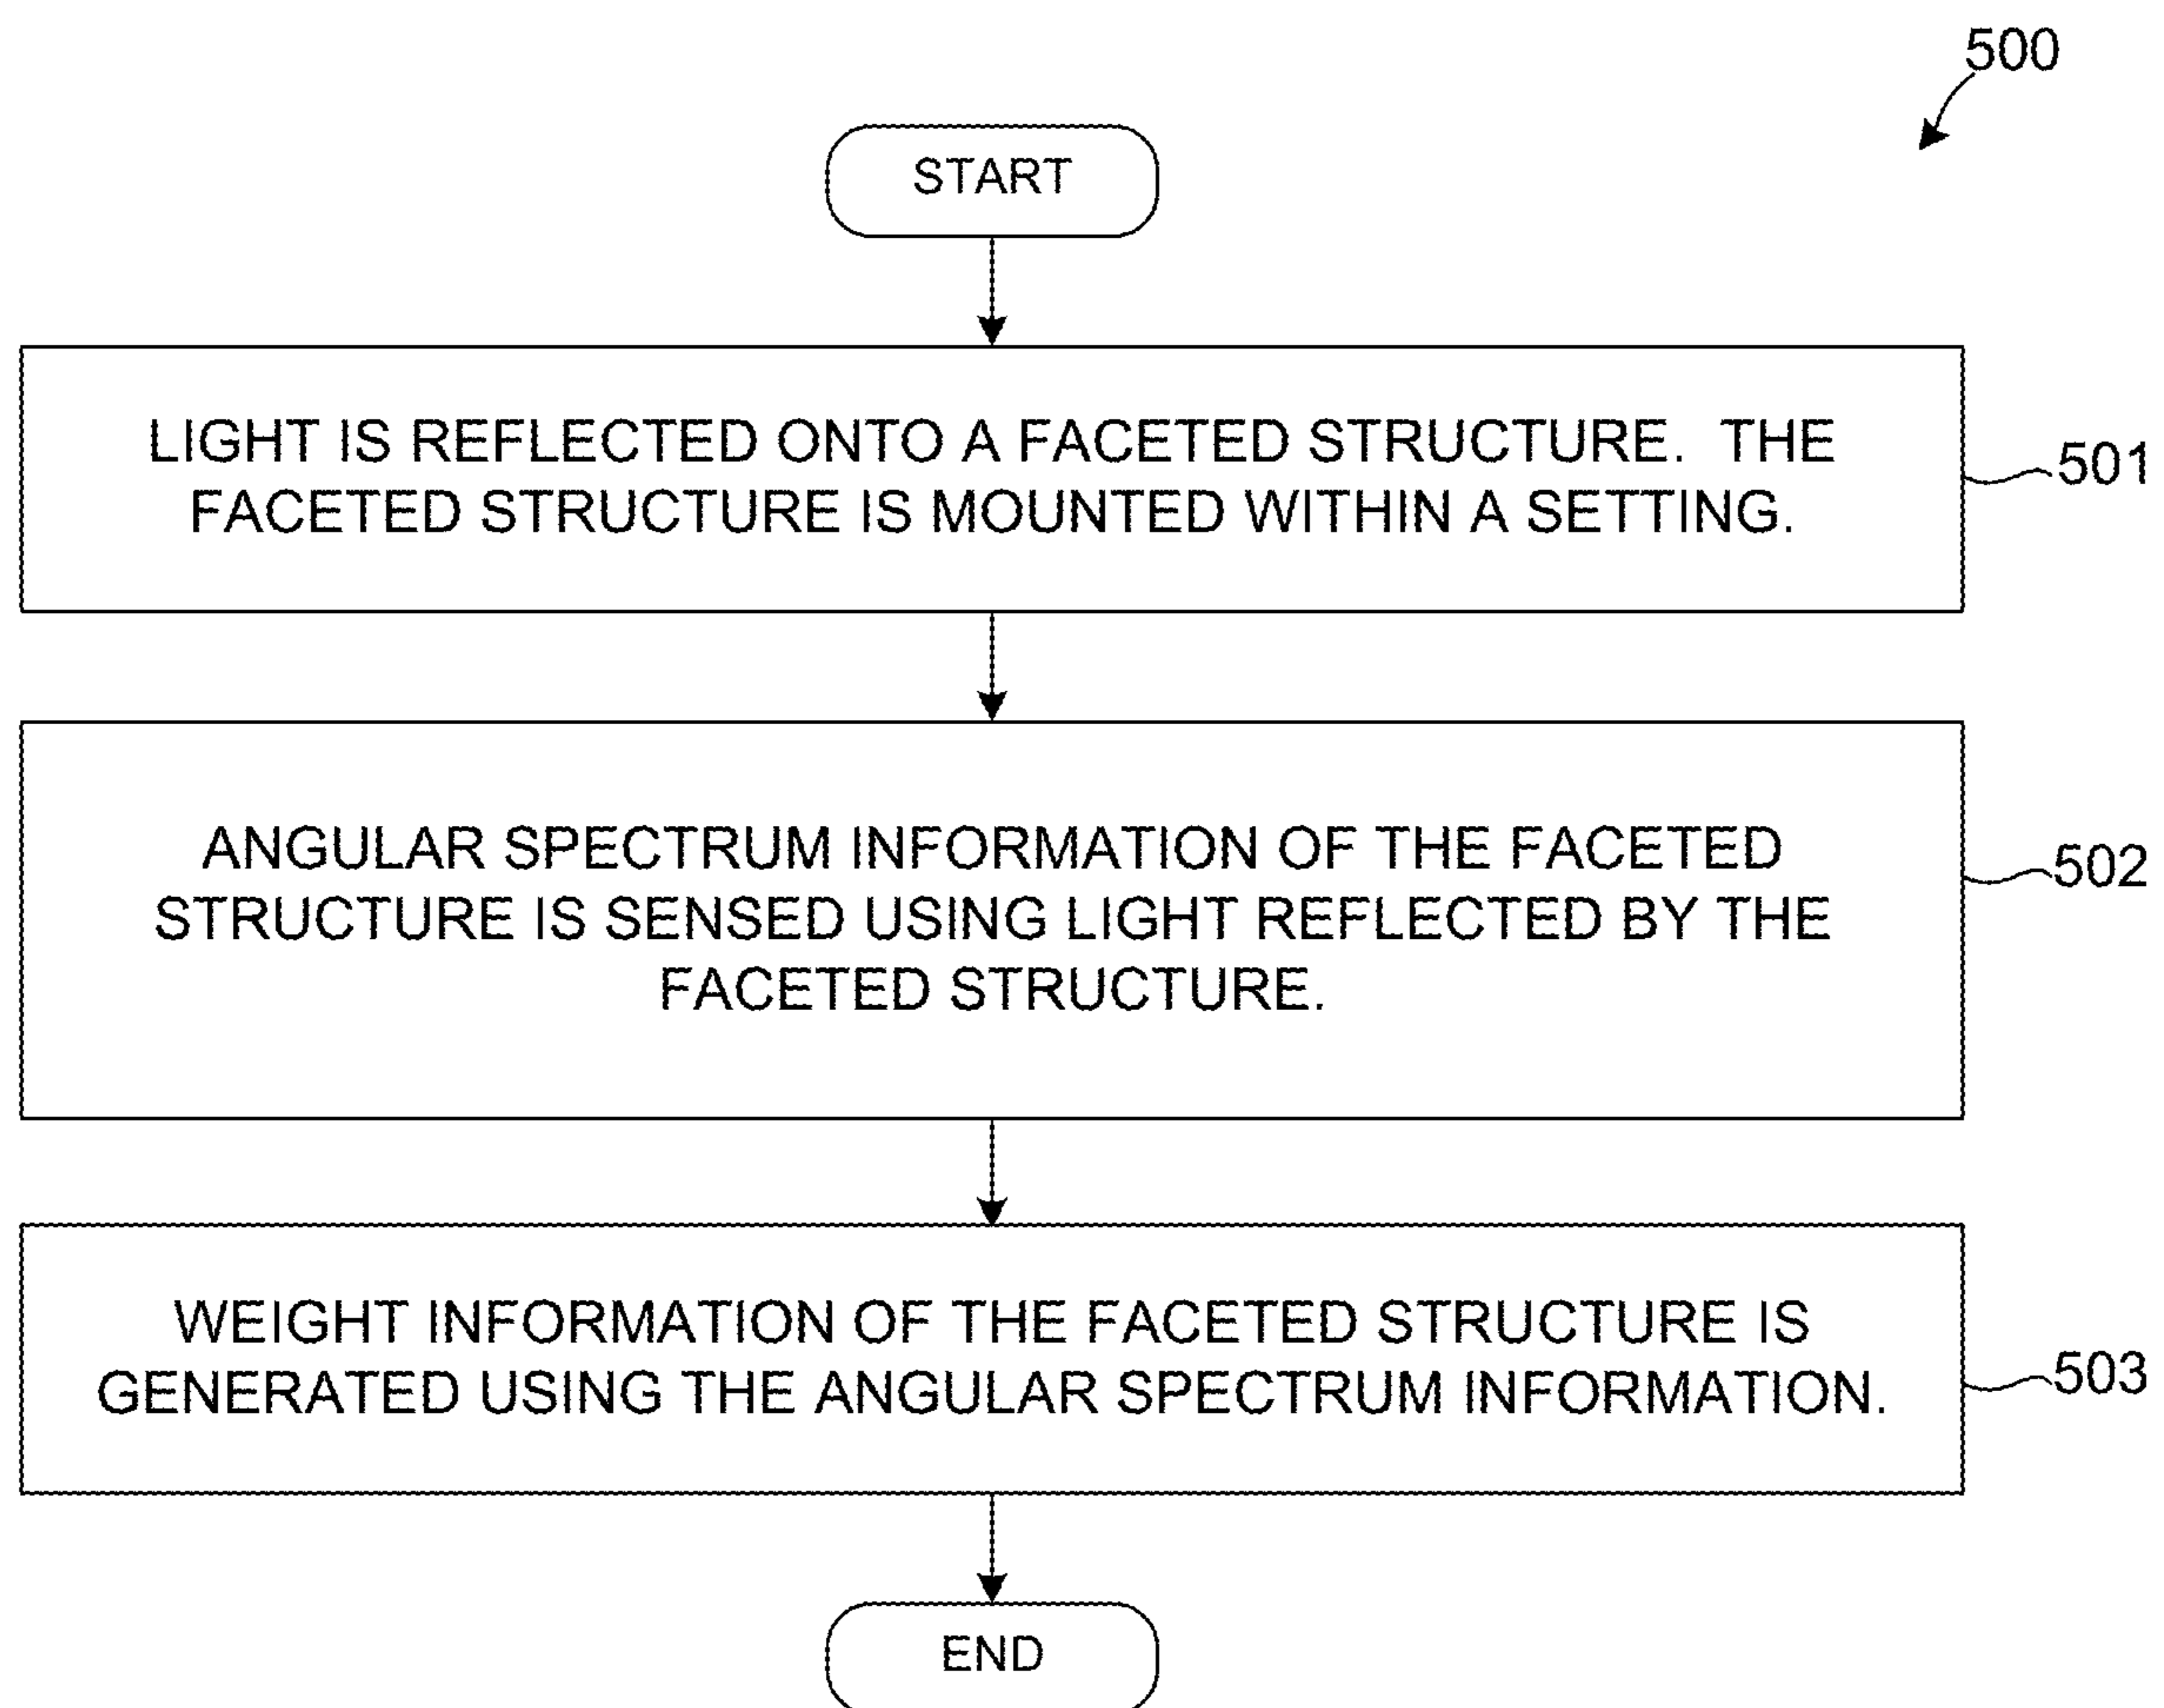 500
START
LIGHT IS REFLECTED ONTO A FACETED STRUCTURE. THE
FACETED STRUCTURE IS MOUNTED WITHIN A SETTING.
501
ANGULAR SPECTRUM INFORMATION OF THE FACETED
STRUCTURE IS SENSED USING LIGHT REFLECTED BY THE
FACETED STRUCTURE.
502
WEIGHT INFORMATION OF THE FACETED STRUCTURE IS
GENERATED USING THE ANGULAR SPECTRUM INFORMATION.
503
END